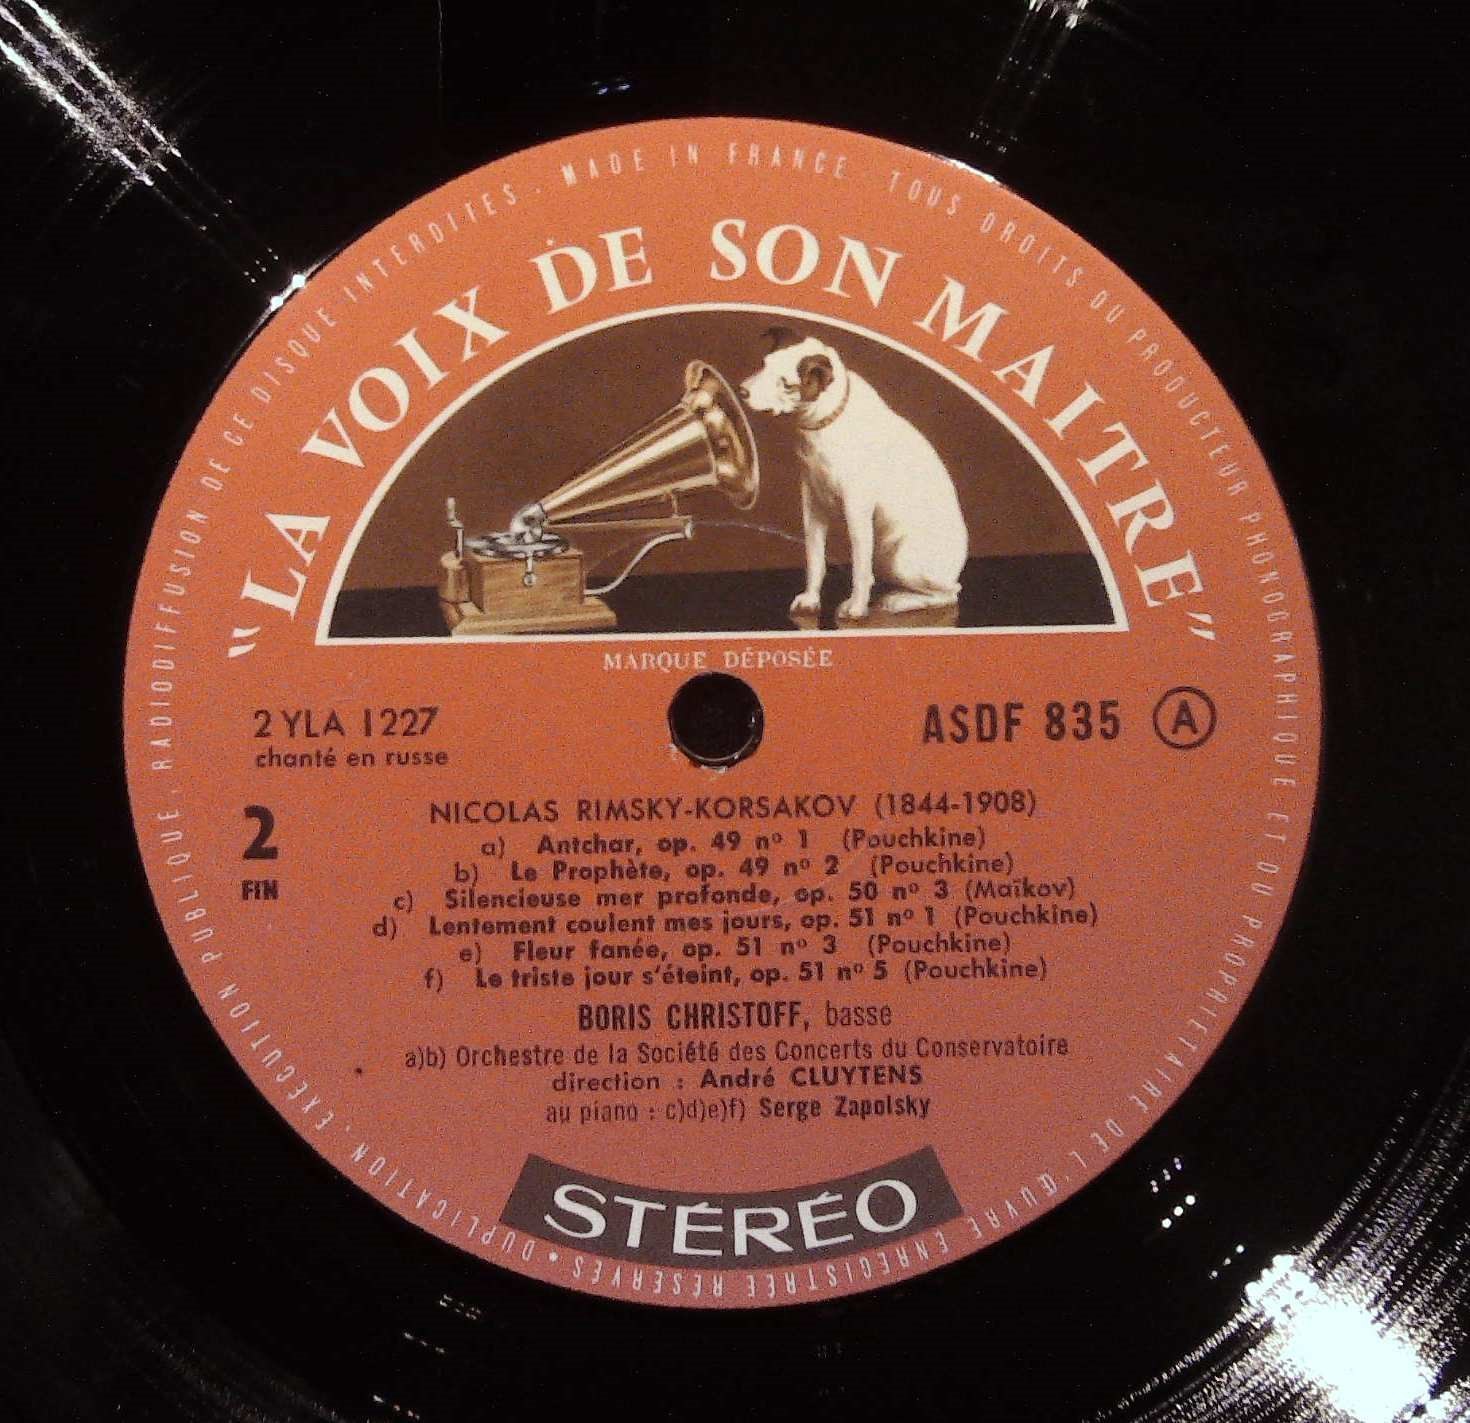 MADE IN FRANCE . TOUS DROITS DU PRODUCTEUR PHONOGRAPHIQUE ET DU PROPRIETAIRE DE L'ŒUVRE ENREGISTREE RÉSERVÉS • DUPLICATION . EXÉCUTION PUBLIQUE . RADIODIFFUSION DE CE DISQUE INTERDITES .
"LA VOIX DE SON MAITRE"
MARQUE DÉPOSÉE
2 YLA 1227
chanté en russe
ASDF 835 A
2
FIN
NICOLAS RIMSKY-KORSAKOV (1844-1908)
a) Antchar, op. 49 nº 1 (Pouchkine)
b) Le Prophète, op. 49 nº 2 (Pouchkine)
c) Silencieuse mer profonde, op. 50 nº 3 (Maïkov)
d) Lentement coulent mes jours, op. 51 nº 1 (Pouchkine)
e) Fleur fanée, op. 51 nº 3 (Pouchkine)
f) Le triste jour s'éteint, op. 51 nº 5 (Pouchkine)
BORIS CHRISTOFF, basse
a)b) Orchestre de la Société des Concerts du Conservatoire
direction : André CLUYTENS
au piano : c)d)e)f) Serge Zapolsky
STÉRÉO